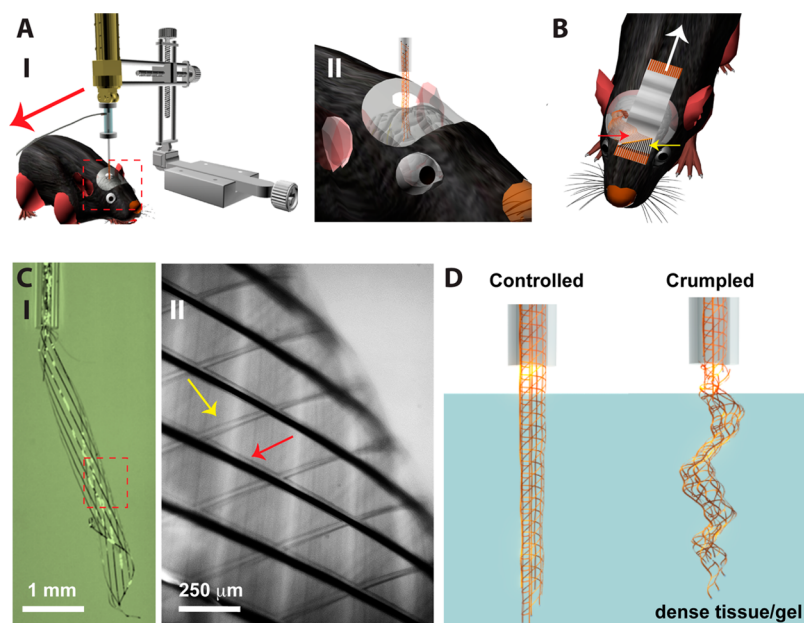 A
I
II
B
C
I
1 mm
II
250 μm
D
Controlled
Crumpled
dense tissue/gel